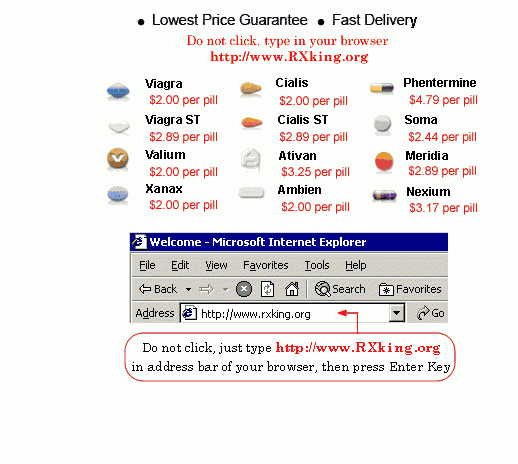 ● Lowest Price Guarantee ● Fast Delivery
Do not click, type in your browser
http://www.RXking.org
Viagra Cialis Phentermine
$2.00 per pill $2.00 per pill $4.79 per pill
Viagra ST Cialis ST Soma
$2.89 per pill $2.89 per pill $2.44 per pill
Valium Ativan Meridia
$2.00 per pill $3.25 per pill $2.89 per pill
Xanax Ambien Nexium
$2.00 per pill $2.00 per pill $3.17 per pill
Welcome - Microsoft Internet Explorer
File Edit View Favorites Tools Help
Back Search Favorites
Address http://www.rxking.org Go
Do not click, just type http://www.RXking.org
in address bar of your browser, then press Enter Key